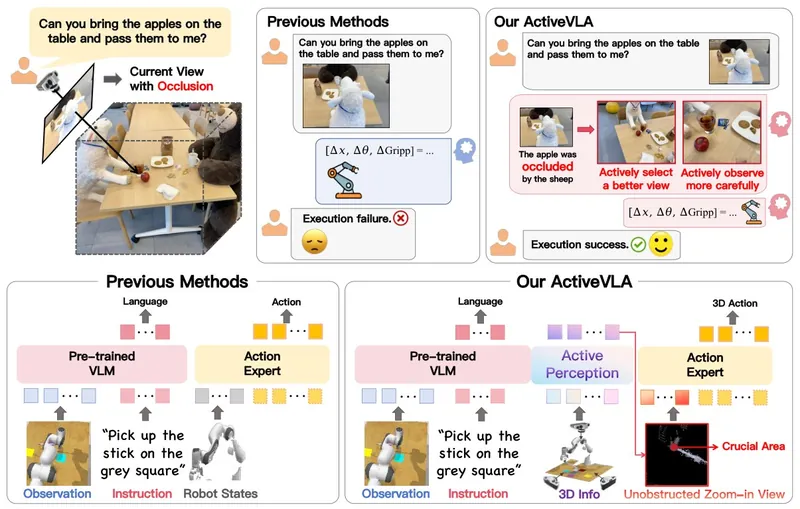 Can you bring the apples on the
table and pass them to me?
Current View
with Occlusion
Previous Methods
Can you bring the apples on
the table and pass them to me?
[Δx, Δθ, ΔGripp] = ...
Execution failure.
Our ActiveVLA
Can you bring the apples on the table
and pass them to me?
The apple was
occluded
by the sheep
Actively select
a better view
Actively observe
more carefully
[Δx, Δθ, ΔGripp] = ...
Execution success.
Previous Methods
Language
Action
Pre-trained
VLM
Action
Expert
"Pick up the
stick on the
grey square"
Observation
Instruction
Robot States
Our ActiveVLA
Language
3D Action
Pre-trained
VLM
Active
Perception
Action
Expert
"Pick up the
stick on the
grey square"
Crucial Area
Observation
Instruction
3D Info
Unobstructed Zoom-in View